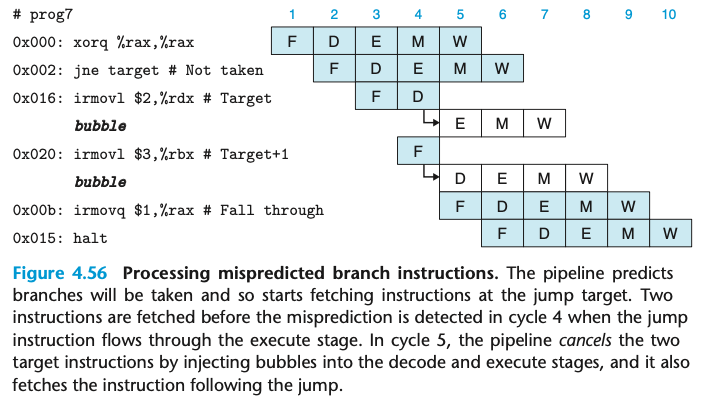 # prog7 1 2 3 4 5 6 7 8 9 10
0x000: xorq %rax,%rax F D E M W
0x002: jne target # Not taken F D E M W
0x016: irmovl $2,%rdx # Target F D
bubble E M W
0x020: irmovl $3,%rbx # Target+1 F
bubble D E M W
0x00b: irmovq $1,%rax # Fall through F D E M W
0x015: halt F D E M W
Figure 4.56 Processing mispredicted branch instructions. The pipeline predicts
branches will be taken and so starts fetching instructions at the jump target. Two
instructions are fetched before the misprediction is detected in cycle 4 when the jump
instruction flows through the execute stage. In cycle 5, the pipeline cancels the two
target instructions by injecting bubbles into the decode and execute stages, and it also
fetches the instruction following the jump.